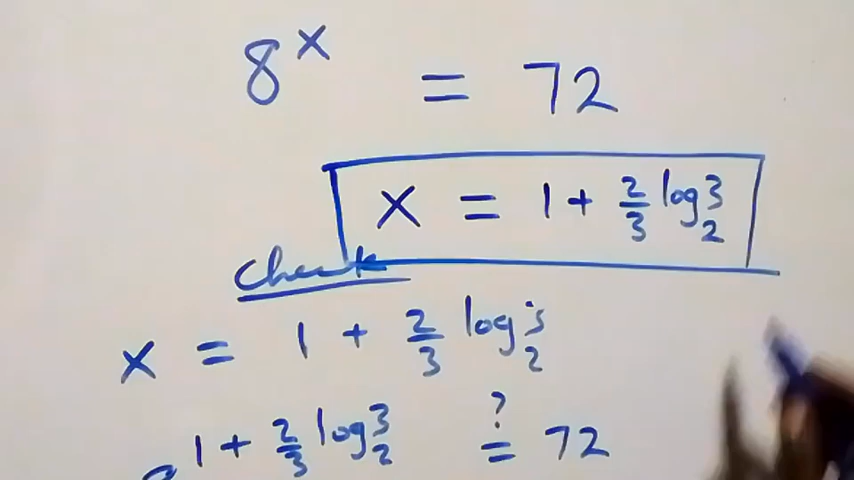 8^x = 72
x = 1 + 2/3 log_2 3
Check
x = 1 + 2/3 log_2 3
8^(1 + 2/3 log_2 3) ?= 72